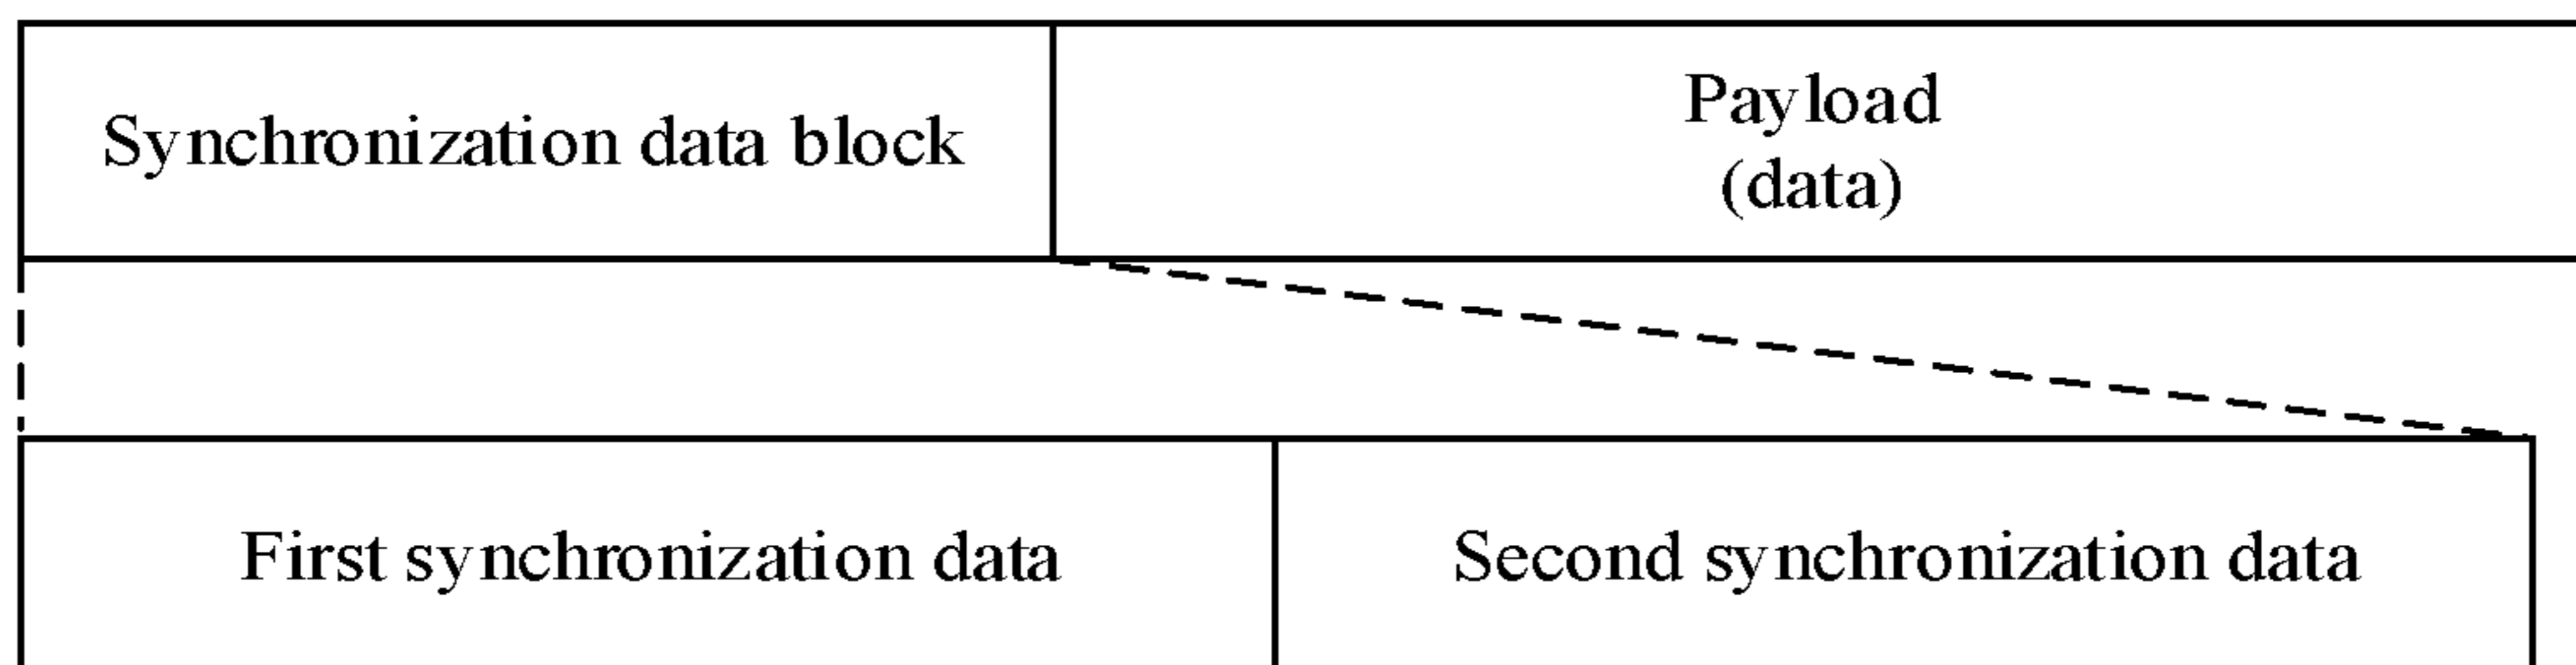 Synchronization data block
Payload
(data)
First synchronization data
Second synchronization data